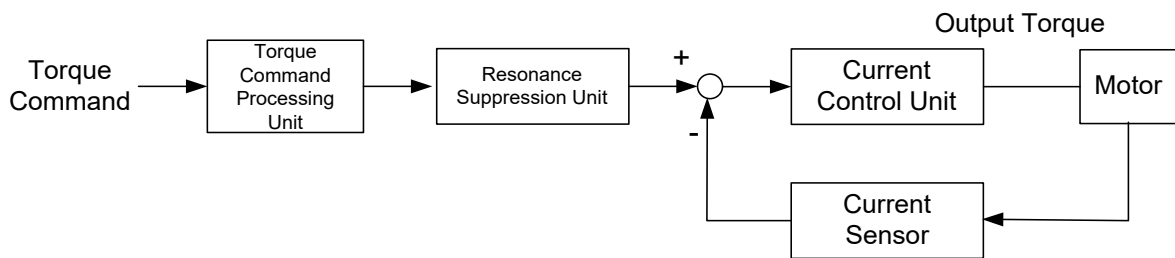 Output Torque
Torque
Command
Torque
Command
Processing
Unit
Resonance
Suppression Unit
+
-
Current
Control Unit
Motor
Current
Sensor